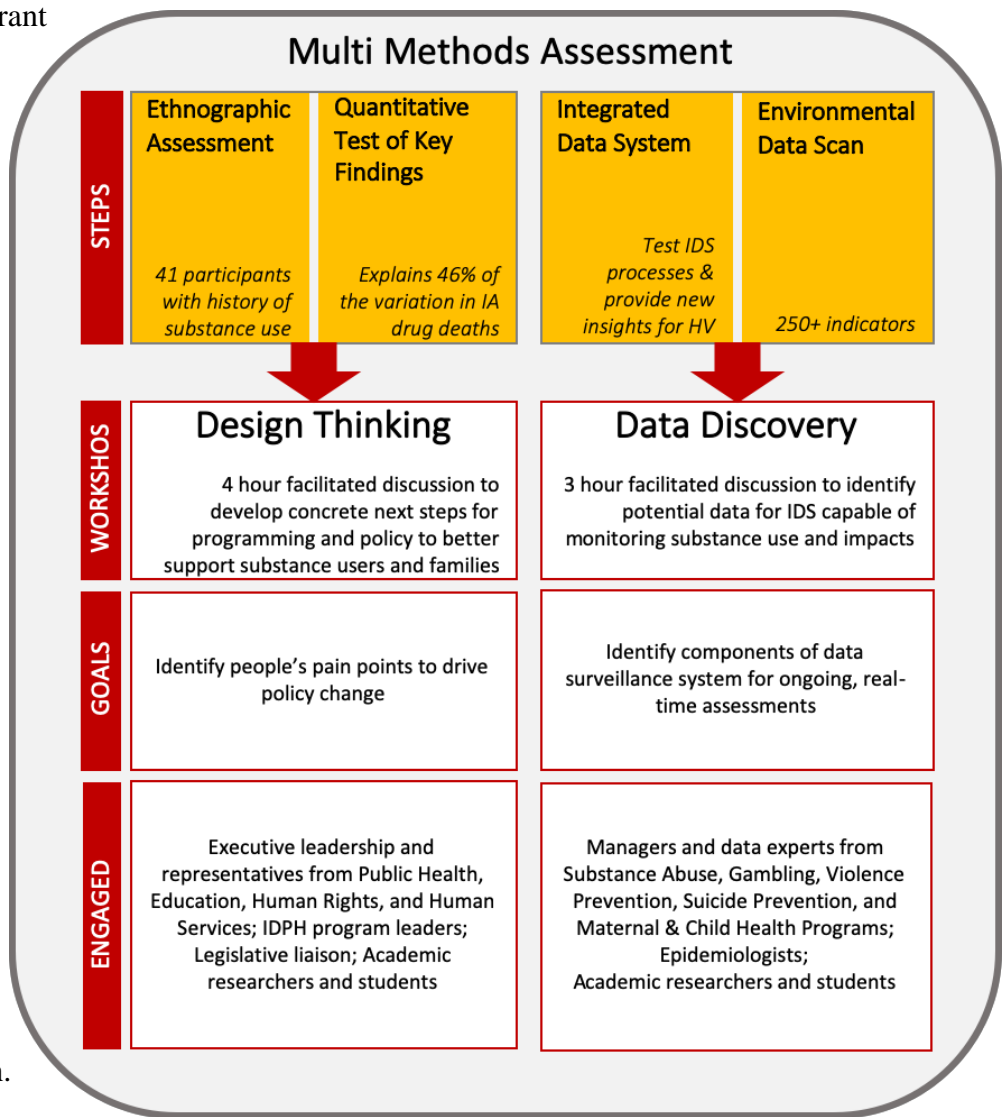 rant
Multi Methods Assessment
STEPS
Ethnographic
Assessment
41 participants
with history of
substance use
Quantitative
Test of Key
Findings
Explains 46% of
the variation in IA
drug deaths
Integrated
Data System
Test IDS
processes &
provide new
insights for HV
Environmental
Data Scan
250+ indicators
WORKSHOS
Design Thinking
4 hour facilitated discussion to
develop concrete next steps for
programming and policy to better
support substance users and families
Data Discovery
3 hour facilitated discussion to identify
potential data for IDS capable of
monitoring substance use and impacts
GOALS
Identify people’s pain points to drive
policy change
Identify components of data
surveillance system for ongoing, real-
time assessments
ENGAGED
Executive leadership and
representatives from Public Health,
Education, Human Rights, and Human
Services; IDPH program leaders;
Legislative liaison; Academic
researchers and students
Managers and data experts from
Substance Abuse, Gambling, Violence
Prevention, Suicide Prevention, and
Maternal & Child Health Programs;
Epidemiologists;
Academic researchers and students